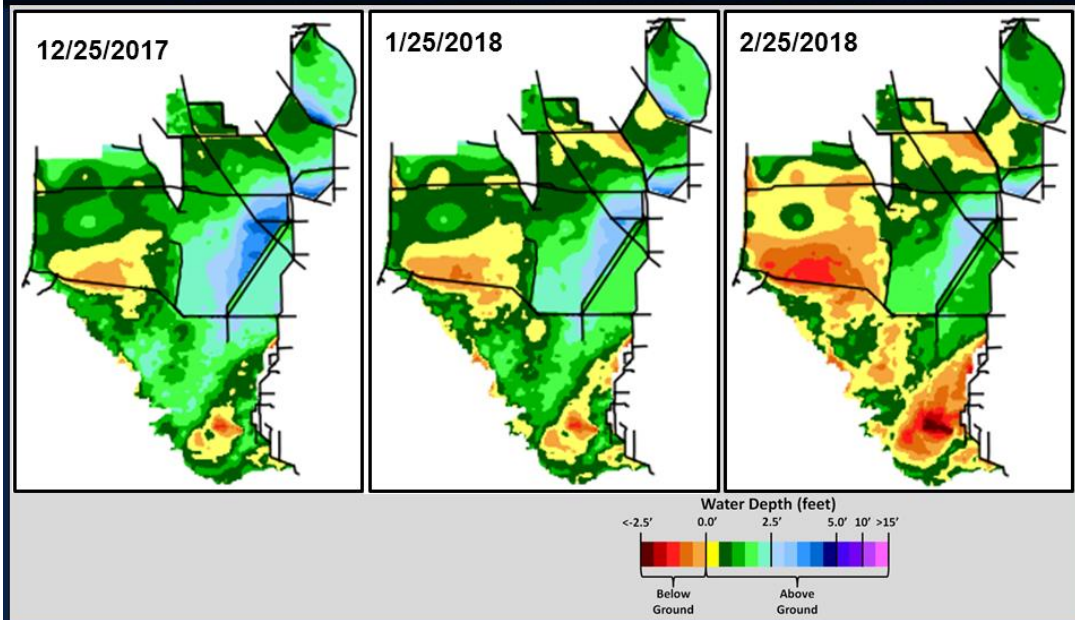 12/25/2017
1/25/2018
2/25/2018
Water Depth (feet)
<-2.5' 0.0' 2.5' 5.0' 10' >15'
Below
Ground
Above
Ground